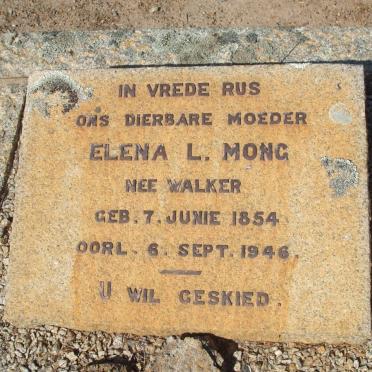 IN VREDE RUS
ONS DIERBARE MOEDER
ELENA L. MONG
NEE WALKER
GEB. 7. JUNIE 1854
OORL. 6. SEPT. 1946.
U WIL GESKIED.